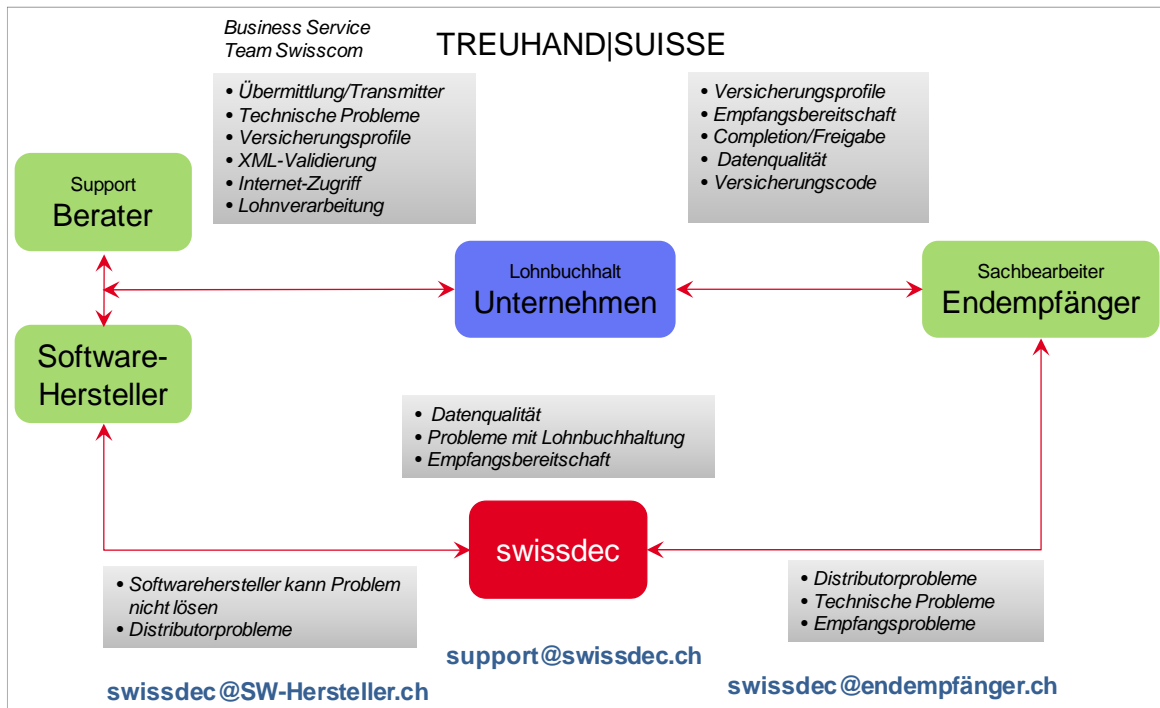 Business Service
Team Swisscom
TREUHAND|SUISSE
• Übermittlung/Transmitter
• Technische Probleme
• Versicherungsprofile
• XML-Validierung
• Internet-Zugriff
• Lohnverarbeitung
• Versicherungsprofile
• Empfangsbereitschaft
• Completion/Freigabe
• Datenqualität
• Versicherungscode
Support
Berater
Lohnbuchhalt
Unternehmen
Sachbearbeiter
Endempfänger
Software-
Hersteller
• Datenqualität
• Probleme mit Lohnbuchhaltung
• Empfangsbereitschaft
swissdec
• Softwarehersteller kann Problem
nicht lösen
• Distributorprobleme
• Distributorprobleme
• Technische Probleme
• Empfangsprobleme
support@swissdec.ch
swissdec@SW-Hersteller.ch
swissdec@endempfänger.ch